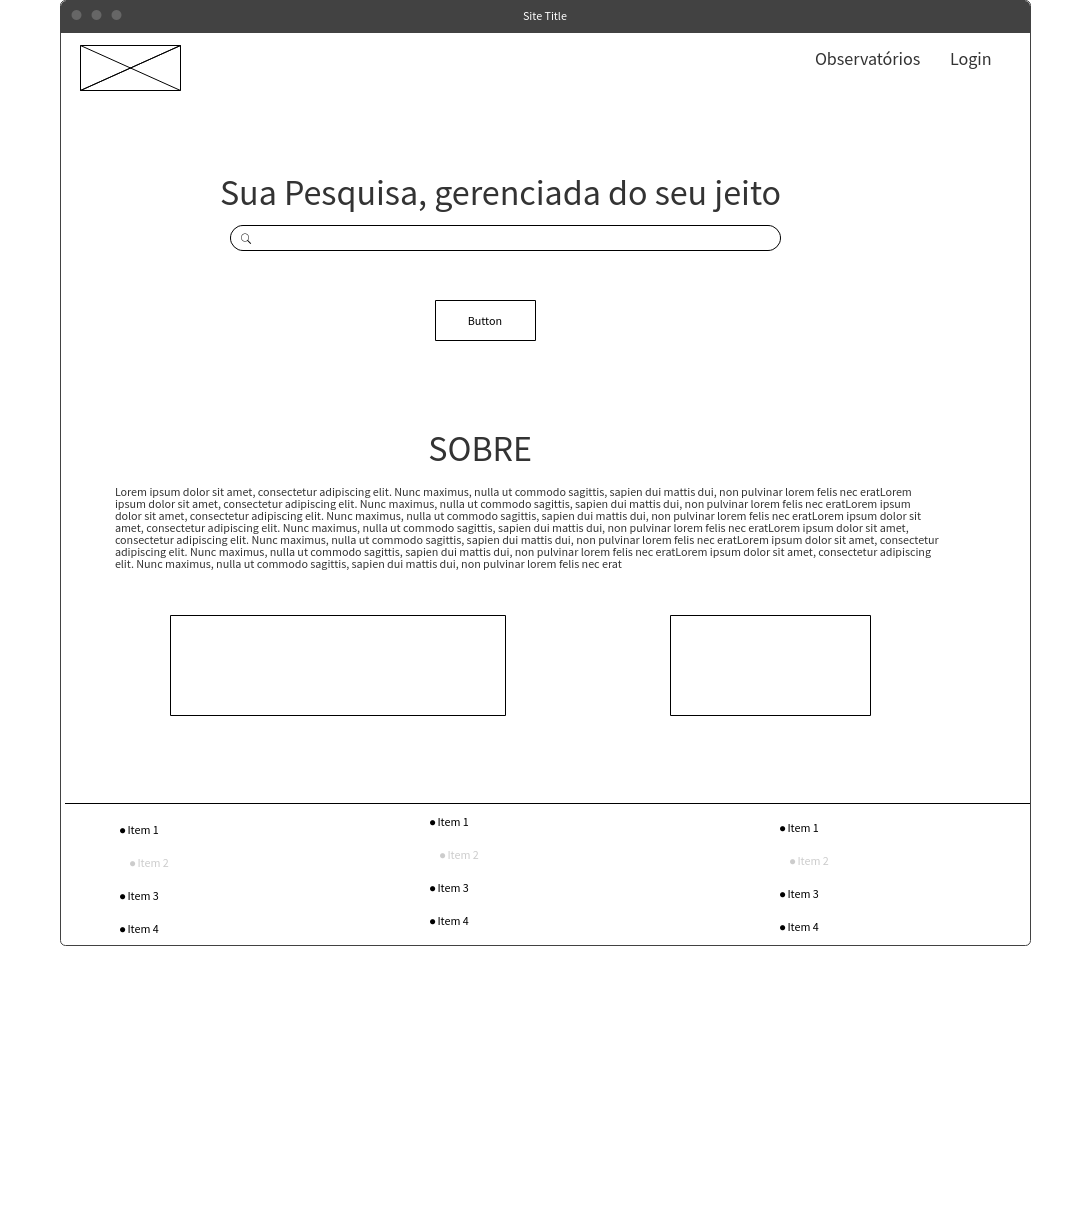 Site Title
Observatórios Login
Sua Pesquisa, gerenciada do seu jeito
Button
SOBRE
Lorem ipsum dolor sit amet, consectetur adipiscing elit. Nunc maximus, nulla ut commodo sagittis, sapien dui mattis dui, non pulvinar lorem felis nec eratLorem
ipsum dolor sit amet, consectetur adipiscing elit. Nunc maximus, nulla ut commodo sagittis, sapien dui mattis dui, non pulvinar lorem felis nec eratLorem ipsum
dolor sit amet, consectetur adipiscing elit. Nunc maximus, nulla ut commodo sagittis, sapien dui mattis dui, non pulvinar lorem felis nec eratLorem ipsum dolor sit
amet, consectetur adipiscing elit. Nunc maximus, nulla ut commodo sagittis, sapien dui mattis dui, non pulvinar lorem felis nec eratLorem ipsum dolor sit amet,
consectetur adipiscing elit. Nunc maximus, nulla ut commodo sagittis, sapien dui mattis dui, non pulvinar lorem felis nec eratLorem ipsum dolor sit amet, consectetur
adipiscing elit. Nunc maximus, nulla ut commodo sagittis, sapien dui mattis dui, non pulvinar lorem felis nec eratLorem ipsum dolor sit amet, consectetur adipiscing
elit. Nunc maximus, nulla ut commodo sagittis, sapien dui mattis dui, non pulvinar lorem felis nec erat
● Item 1
● Item 2
● Item 3
● Item 4
● Item 1
● Item 2
● Item 3
● Item 4
● Item 1
● Item 2
● Item 3
● Item 4